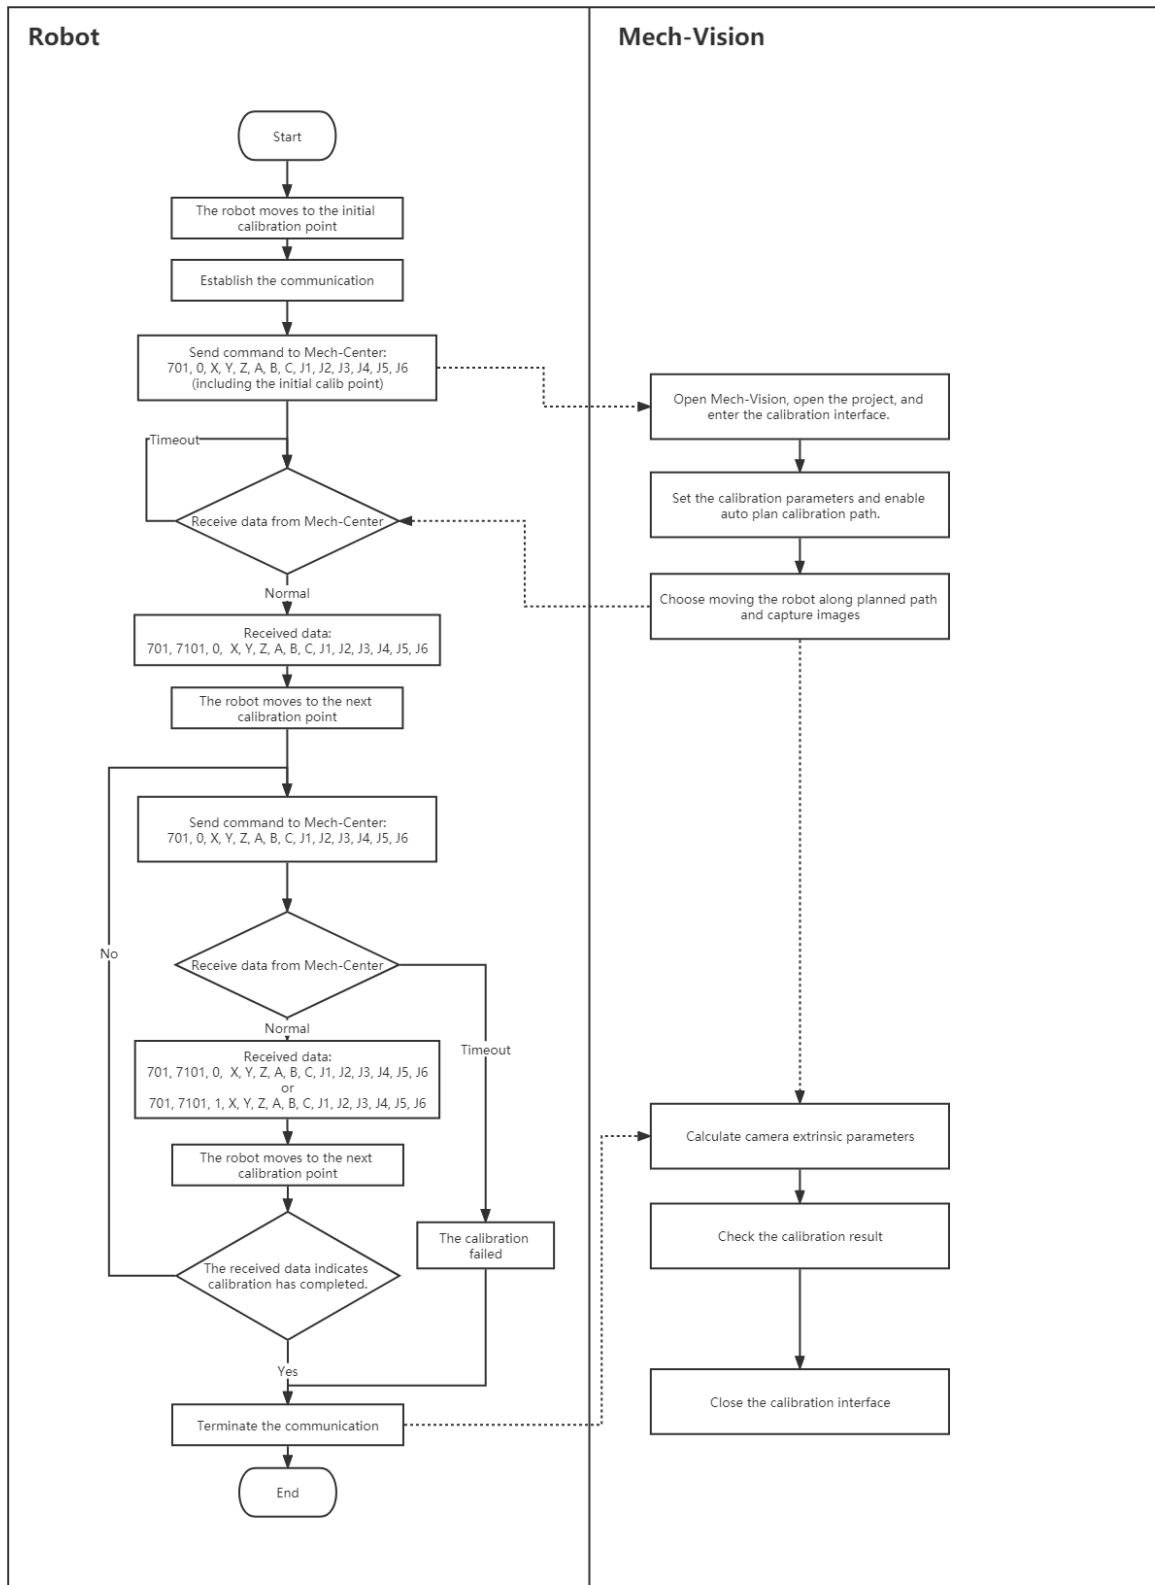 Robot
Start
The robot moves to the initial
calibration point
Establish the communication
Send command to Mech-Center:
701, 0, X, Y, Z, A, B, C, J1, J2, J3, J4, J5, J6
(including the initial calib point)
Timeout
Receive data from Mech-Center
Normal
Received data:
701, 7101, 0, X, Y, Z, A, B, C, J1, J2, J3, J4, J5, J6
The robot moves to the next
calibration point
Send command to Mech-Center:
701, 0, X, Y, Z, A, B, C, J1, J2, J3, J4, J5, J6
No
Receive data from Mech-Center
Normal
Timeout
Received data:
701, 7101, 0, X, Y, Z, A, B, C, J1, J2, J3, J4, J5, J6
or
701, 7101, 1, X, Y, Z, A, B, C, J1, J2, J3, J4, J5, J6
The robot moves to the next
calibration point
The calibration
failed
The received data indicates
calibration has completed.
Yes
Terminate the communication
End
Mech-Vision
Open Mech-Vision, open the project, and
enter the calibration interface.
Set the calibration parameters and enable
auto plan calibration path.
Choose moving the robot along planned path
and capture images
Calculate camera extrinsic parameters
Check the calibration result
Close the calibration interface